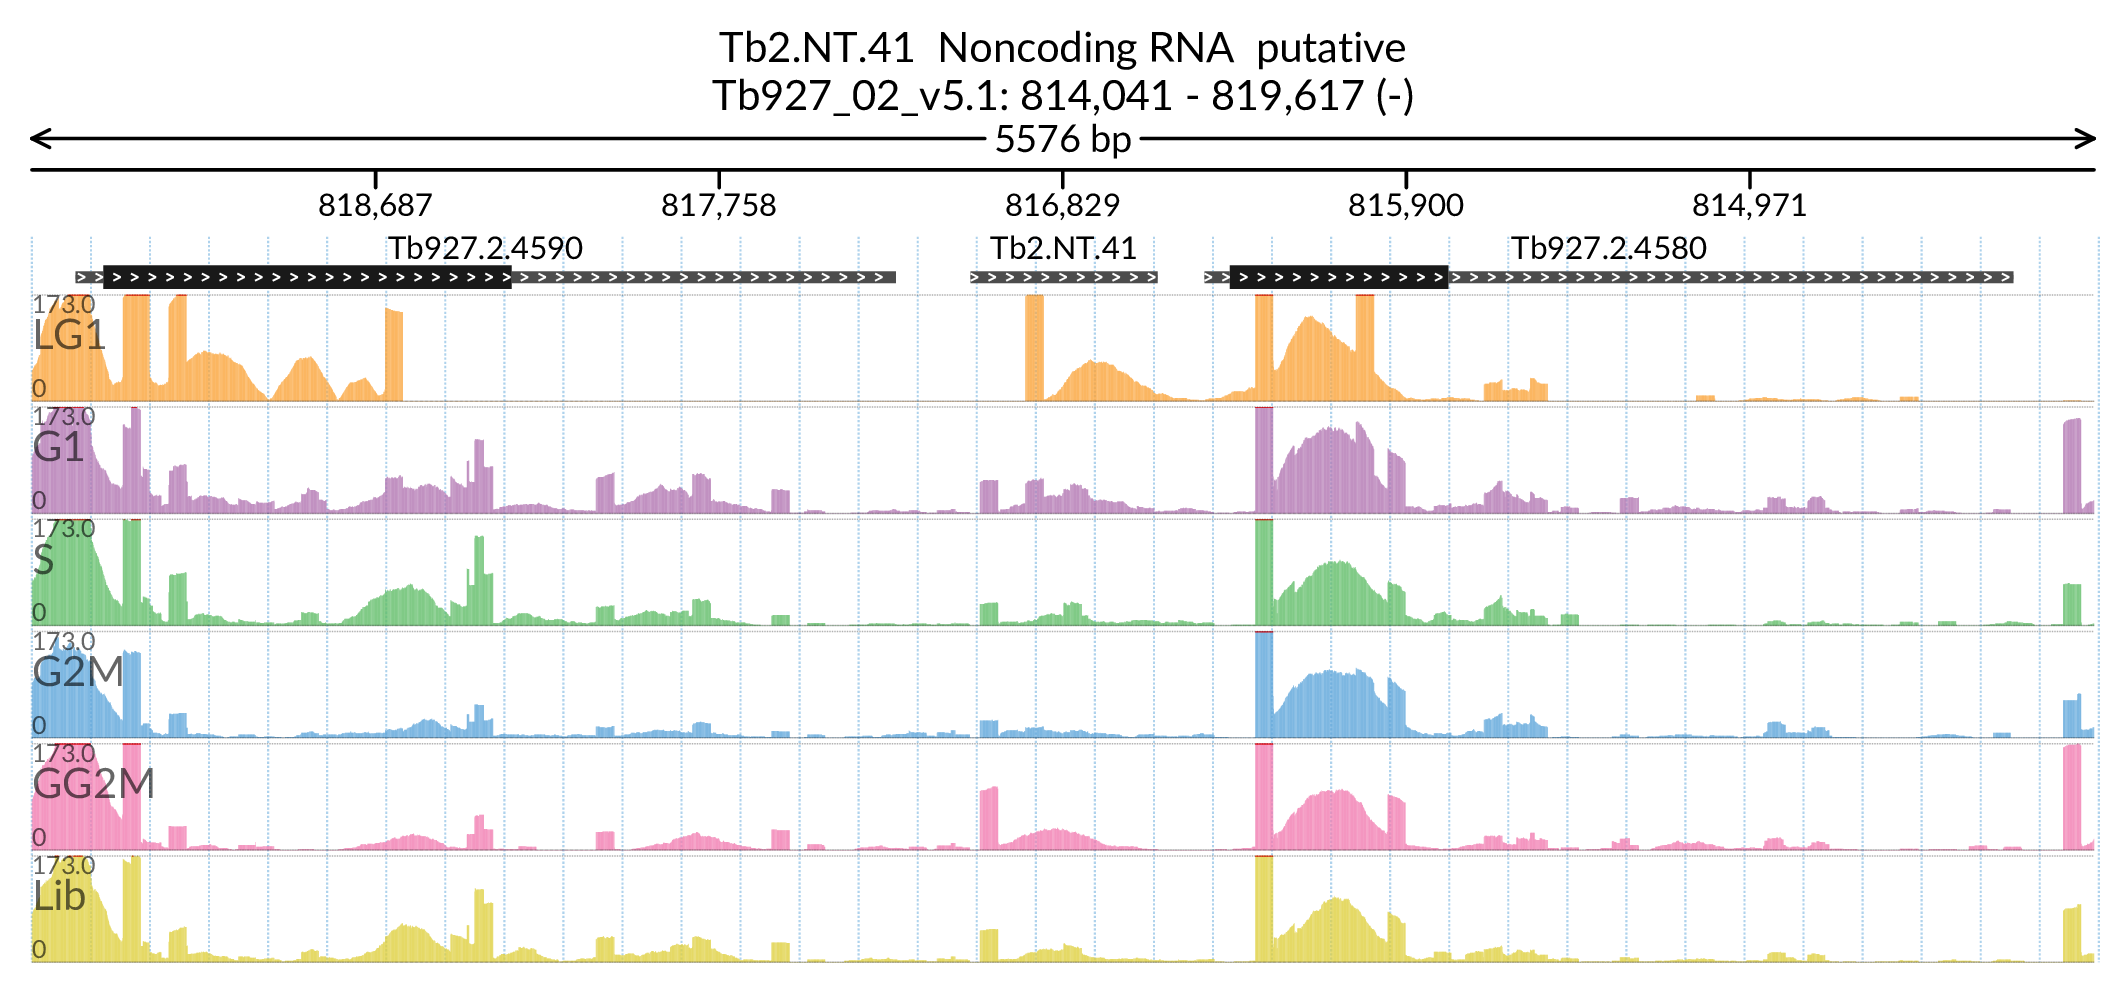 Tb2.NT.41 Noncoding RNA putative
Tb927_02_v5.1: 814,041 - 819,617 (-)
5576 bp
818,687 817,758 816,829 815,900 814,971
Tb927.2.4590 Tb2.NT.41 Tb927.2.4580
173.0
LG1
0
173.0
G1
0
173.0
S
0
173.0
G2M
0
173.0
GG2M
0
173.0
Lib
0